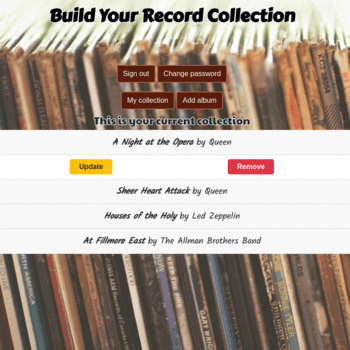 Build Your Record Collection
Sign out Change password
My collection Add album
This is your current collection
A Night at the Opera by Queen
Update Remove
Sheer Heart Attack by Queen
Houses of the Holy by Led Zeppelin
At Fillmore East by The Allman Brothers Band